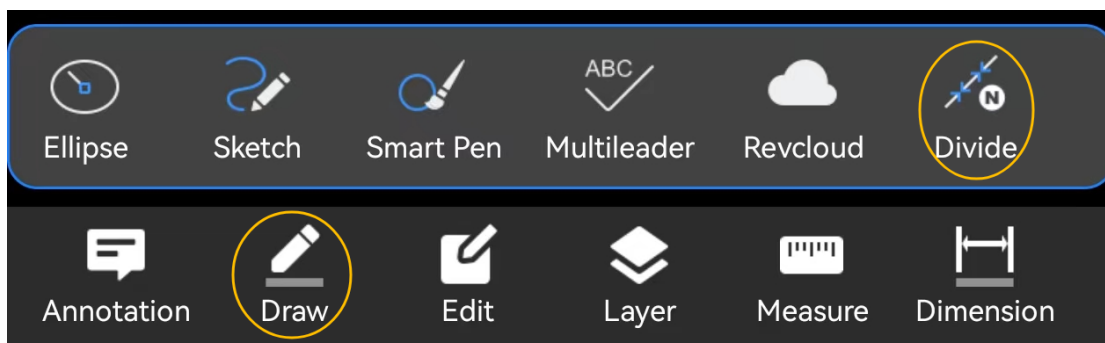 ABC
N
Ellipse Sketch Smart Pen Multileader Revcloud Divide
Annotation Draw Edit Layer Measure Dimension